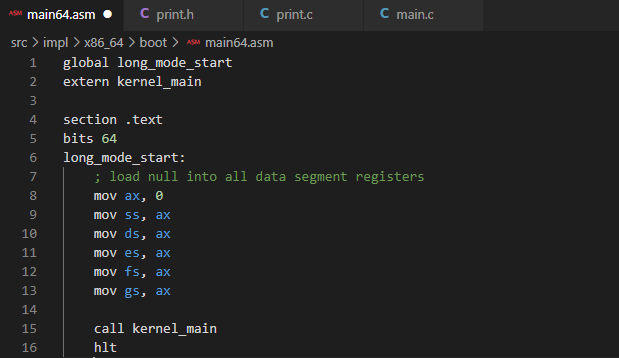 ASM main64.asm C print.h C print.c C main.c
src > impl > x86_64 > boot > ASM main64.asm
1 global long_mode_start
2 extern kernel_main
3
4 section .text
5 bits 64
6 long_mode_start:
7 ; load null into all data segment registers
8 mov ax, 0
9 mov ss, ax
10 mov ds, ax
11 mov es, ax
12 mov fs, ax
13 mov gs, ax
14
15 call kernel_main
16 hlt